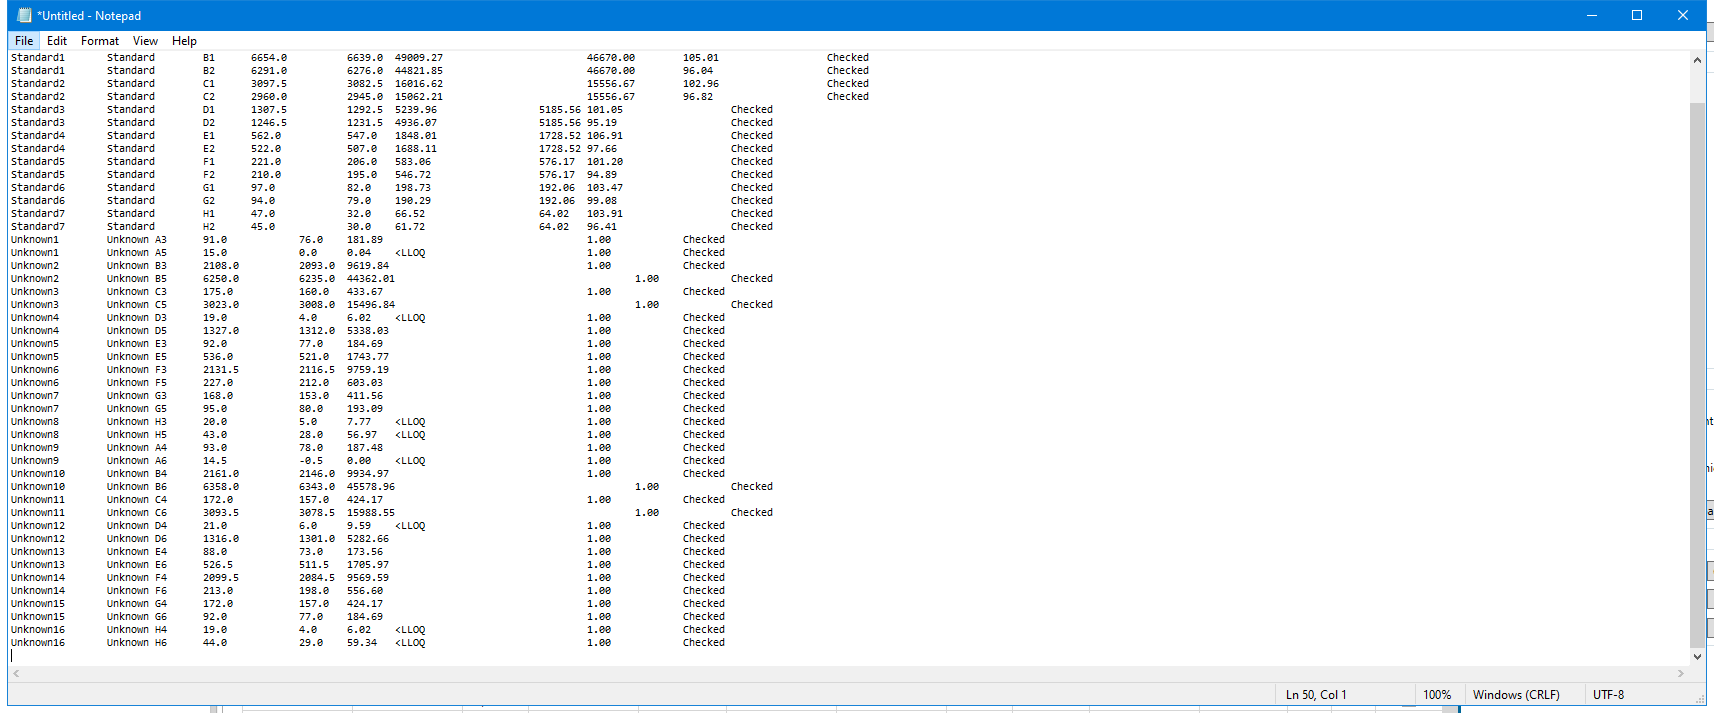 *Untitled - Notepad
File Edit Format View Help
Standard1 Standard B1 6654.0 6639.0 49009.27 46670.00 105.01 Checked
Standard1 Standard B2 6291.0 6276.0 44821.85 46670.00 96.04 Checked
Standard2 Standard C1 3097.5 3082.5 16016.62 15556.67 102.96 Checked
Standard2 Standard C2 2960.0 2945.0 15062.21 15556.67 96.82 Checked
Standard3 Standard D1 1307.5 1292.5 5239.96 5185.56 101.05 Checked
Standard3 Standard D2 1246.5 1231.5 4936.07 5185.56 95.19 Checked
Standard4 Standard E1 562.0 547.0 1848.01 1728.52 106.91 Checked
Standard4 Standard E2 522.0 507.0 1688.11 1728.52 97.66 Checked
Standard5 Standard F1 221.0 206.0 583.06 576.17 101.20 Checked
Standard5 Standard F2 210.0 195.0 546.72 576.17 94.89 Checked
Standard6 Standard G1 97.0 82.0 198.73 192.06 103.47 Checked
Standard6 Standard G2 94.0 79.0 190.29 192.06 99.08 Checked
Standard7 Standard H1 47.0 32.0 66.52 64.02 103.91 Checked
Standard7 Standard H2 45.0 30.0 61.72 64.02 96.41 Checked
Unknown1 Unknown A3 91.0 76.0 181.89 1.00 Checked
Unknown1 Unknown A5 15.0 0.0 0.04 <LLOQ 1.00 Checked
Unknown2 Unknown B3 2108.0 2093.0 9619.84 1.00 Checked
Unknown2 Unknown B5 6250.0 6235.0 44362.01 1.00 Checked
Unknown3 Unknown C3 175.0 160.0 433.67 1.00 Checked
Unknown3 Unknown C5 3023.0 3008.0 15496.84 1.00 Checked
Unknown4 Unknown D3 19.0 4.0 6.02 <LLOQ 1.00 Checked
Unknown4 Unknown D5 1327.0 1312.0 5338.03 1.00 Checked
Unknown5 Unknown E3 92.0 77.0 184.69 1.00 Checked
Unknown5 Unknown E5 536.0 521.0 1743.77 1.00 Checked
Unknown6 Unknown F3 2131.5 2116.5 9759.19 1.00 Checked
Unknown6 Unknown F5 227.0 212.0 603.03 1.00 Checked
Unknown7 Unknown G3 168.0 153.0 411.56 1.00 Checked
Unknown7 Unknown G5 95.0 80.0 193.09 1.00 Checked
Unknown8 Unknown H3 20.0 5.0 7.77 <LLOQ 1.00 Checked
Unknown8 Unknown H5 43.0 28.0 56.97 <LLOQ 1.00 Checked
Unknown9 Unknown A4 93.0 78.0 187.48 1.00 Checked
Unknown9 Unknown A6 14.5 -0.5 0.00 <LLOQ 1.00 Checked
Unknown10 Unknown B4 2161.0 2146.0 9934.97 1.00 Checked
Unknown10 Unknown B6 6358.0 6343.0 45578.96 1.00 Checked
Unknown11 Unknown C4 172.0 157.0 424.17 1.00 Checked
Unknown11 Unknown C6 3093.5 3078.5 15988.55 1.00 Checked
Unknown12 Unknown D4 21.0 6.0 9.59 <LLOQ 1.00 Checked
Unknown12 Unknown D6 1316.0 1301.0 5282.66 1.00 Checked
Unknown13 Unknown E4 88.0 73.0 173.56 1.00 Checked
Unknown13 Unknown E6 526.5 511.5 1705.97 1.00 Checked
Unknown14 Unknown F4 2099.5 2084.5 9569.59 1.00 Checked
Unknown14 Unknown F6 213.0 198.0 556.60 1.00 Checked
Unknown15 Unknown G4 172.0 157.0 424.17 1.00 Checked
Unknown15 Unknown G6 92.0 77.0 184.69 1.00 Checked
Unknown16 Unknown H4 19.0 4.0 6.02 <LLOQ 1.00 Checked
Unknown16 Unknown H6 44.0 29.0 59.34 <LLOQ 1.00 Checked
Ln 50, Col 1 100% Windows (CRLF) UTF-8